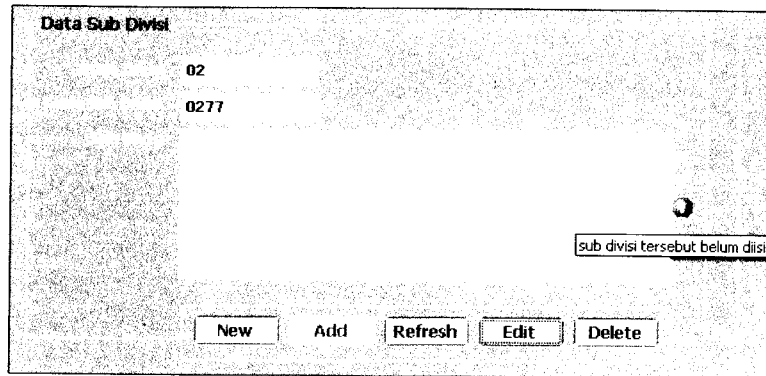 Data Sub Divisi
02
0277
sub divisi tersebut belum diisi
New Add Refresh Edit Delete